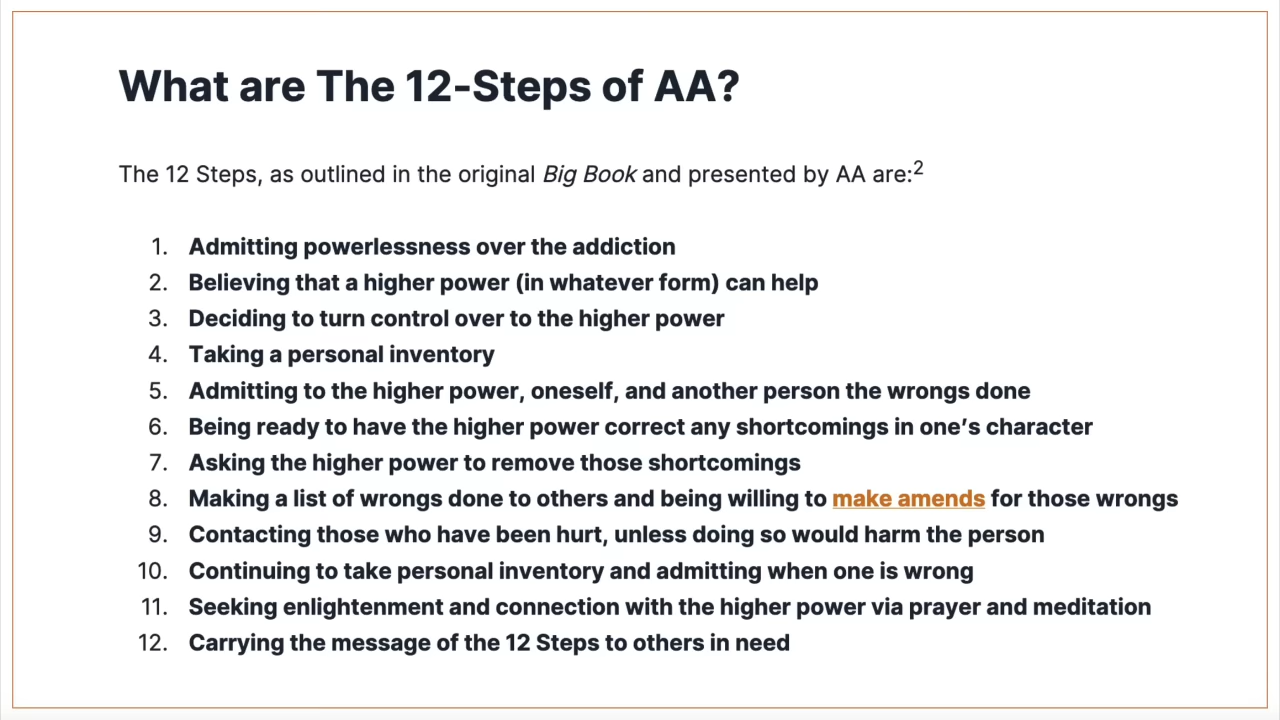 What are The 12-Steps of AA?
The 12 Steps, as outlined in the original Big Book and presented by AA are:2
1. Admitting powerlessness over the addiction
2. Believing that a higher power (in whatever form) can help
3. Deciding to turn control over to the higher power
4. Taking a personal inventory
5. Admitting to the higher power, oneself, and another person the wrongs done
6. Being ready to have the higher power correct any shortcomings in one’s character
7. Asking the higher power to remove those shortcomings
8. Making a list of wrongs done to others and being willing to make amends for those wrongs
9. Contacting those who have been hurt, unless doing so would harm the person
10. Continuing to take personal inventory and admitting when one is wrong
11. Seeking enlightenment and connection with the higher power via prayer and meditation
12. Carrying the message of the 12 Steps to others in need